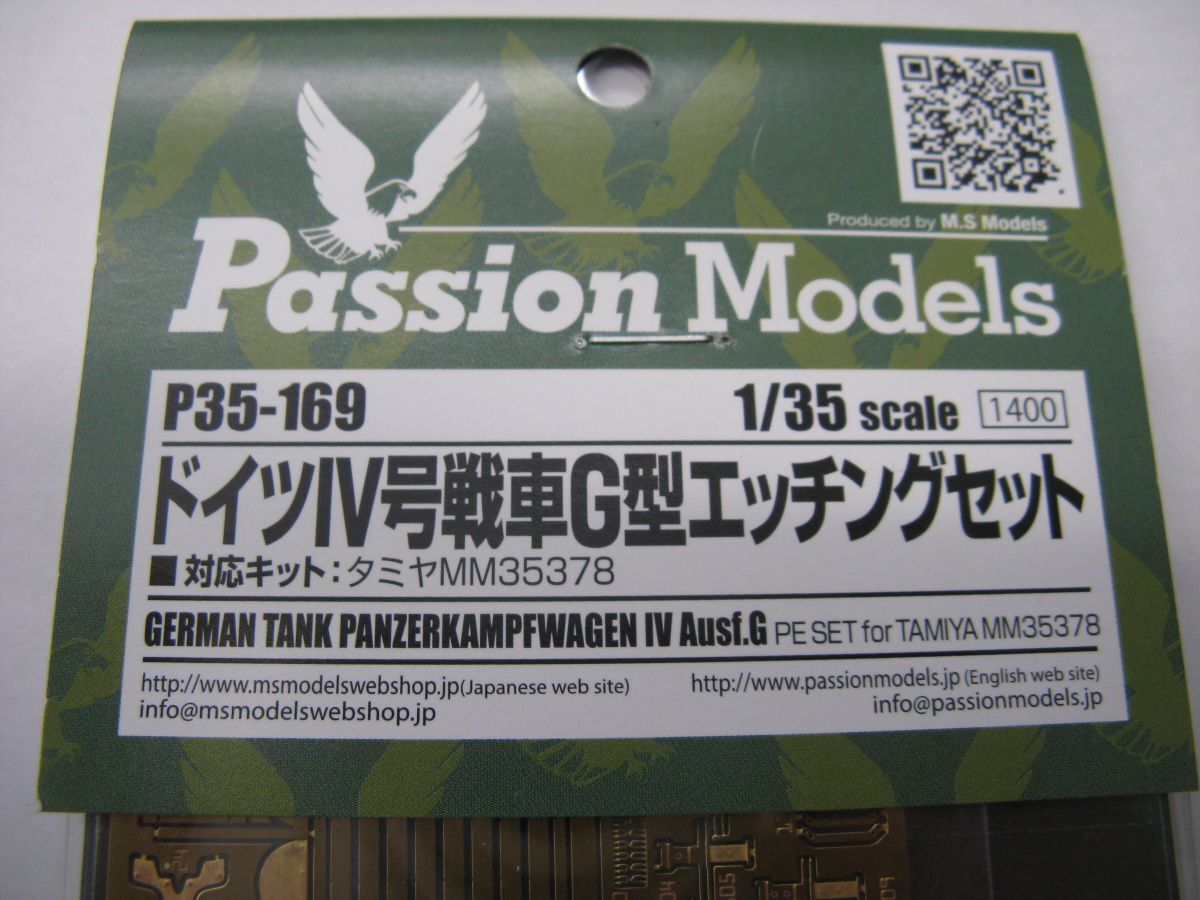 Produced by M.S Models
Passion Models
P35-169 1/35 scale 1400
ドイツIV号戦車G型エッチングセット
■ 対応キット：タミヤMM35378
GERMAN TANK PANZERKAMPFWAGEN IV Ausf.G PE SET for TAMIYA MM35378
http://www.msmodelswebshop.jp(Japanese web site) http://www.passionmodels.jp (English web site)
info@msmodelswebshop.jp info@passionmodels.jp
24